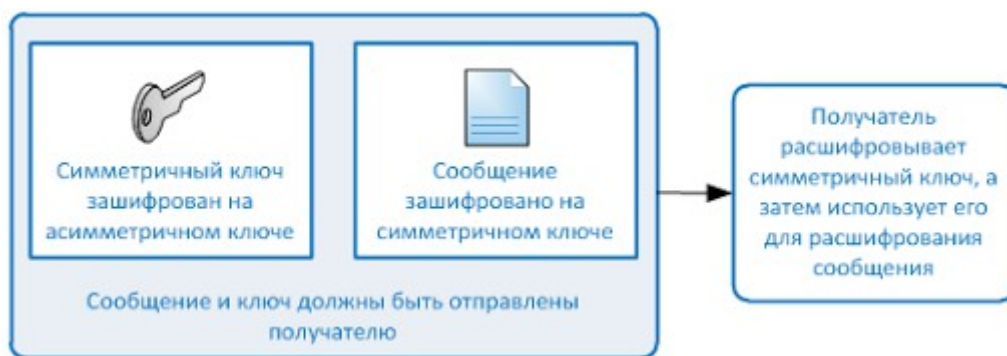 Симметричный ключ
зашифрован на
асимметричном ключе
Сообщение
зашифровано на
симметричном ключе
Сообщение и ключ должны быть отправлены
получателю
Получатель
расшифровывает
симметричный ключ, а
затем использует его
для расшифрования
сообщения